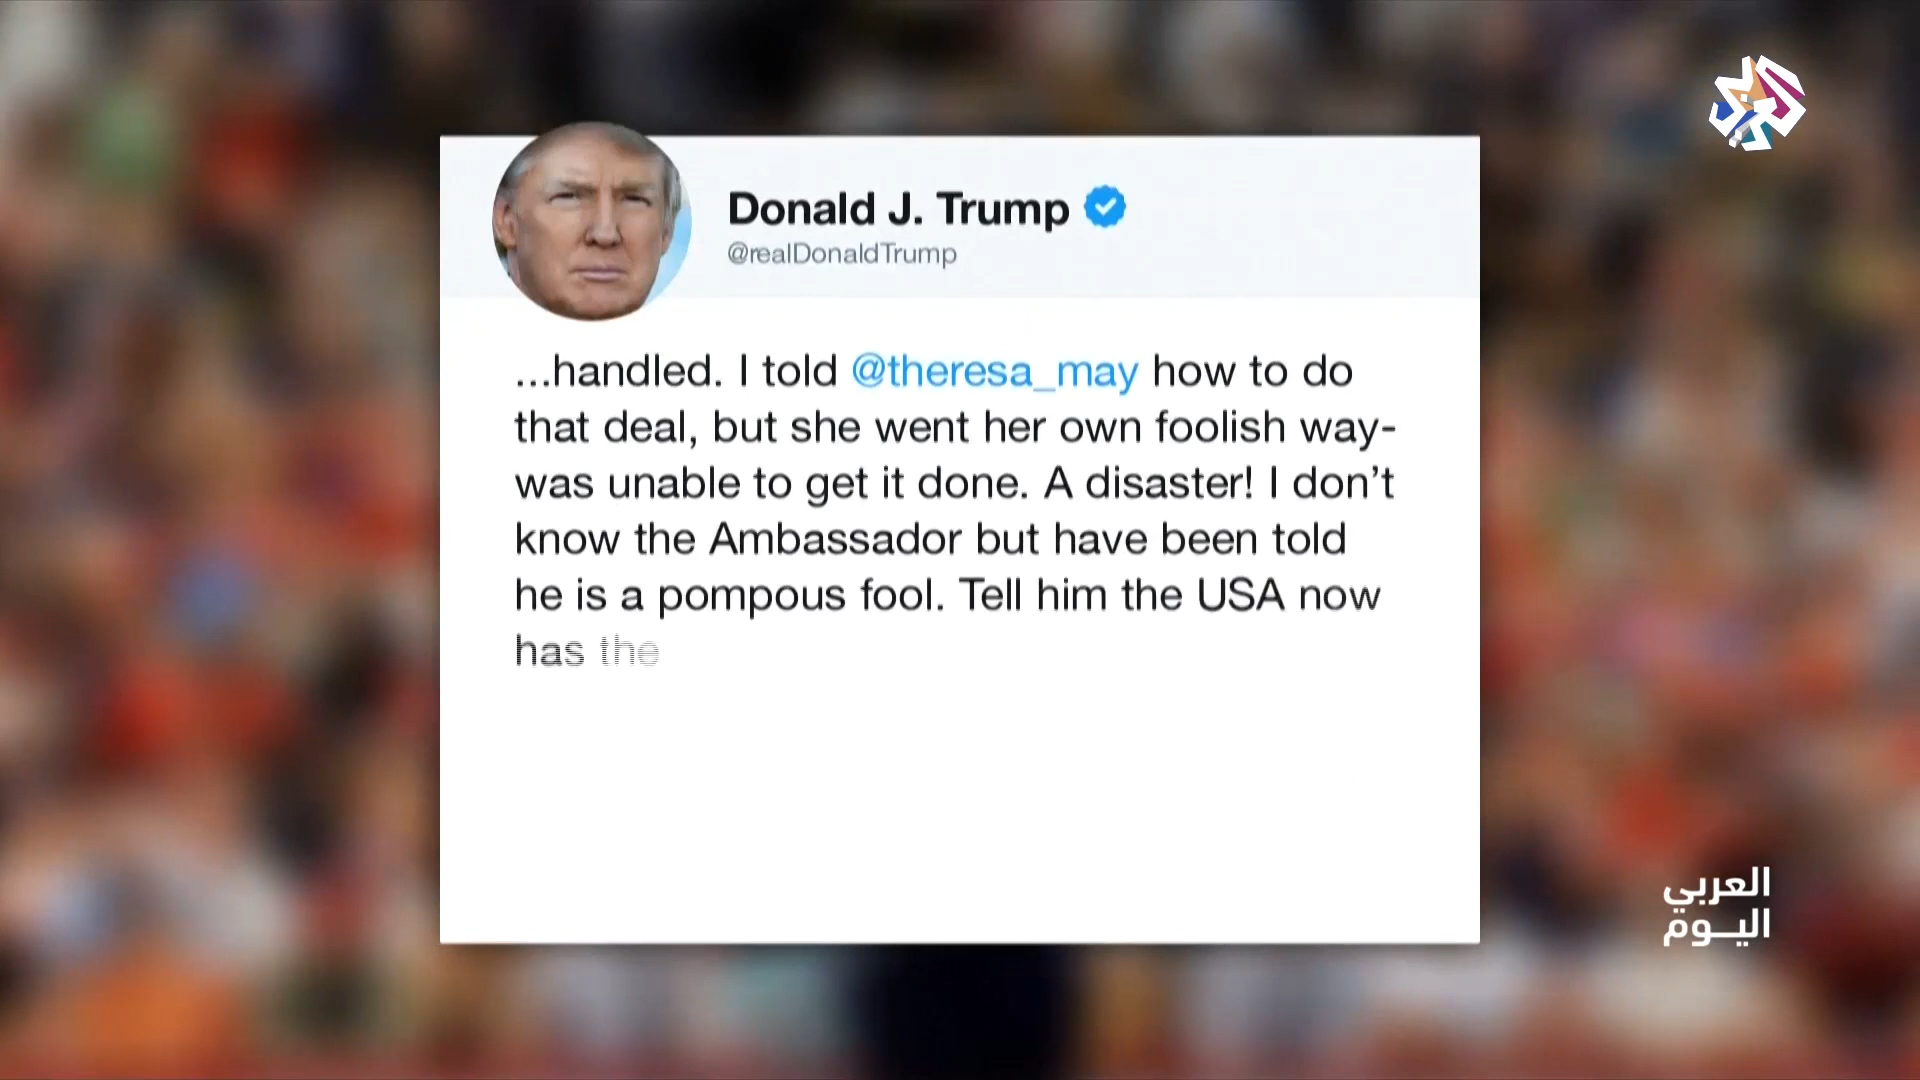 Donald J. Trump
@realDonaldTrump
...handled. I told @theresa_may how to do
that deal, but she went her own foolish way-
was unable to get it done. A disaster! I don’t
know the Ambassador but have been told
he is a pompous fool. Tell him the USA now
has the
العربي
اليـوم